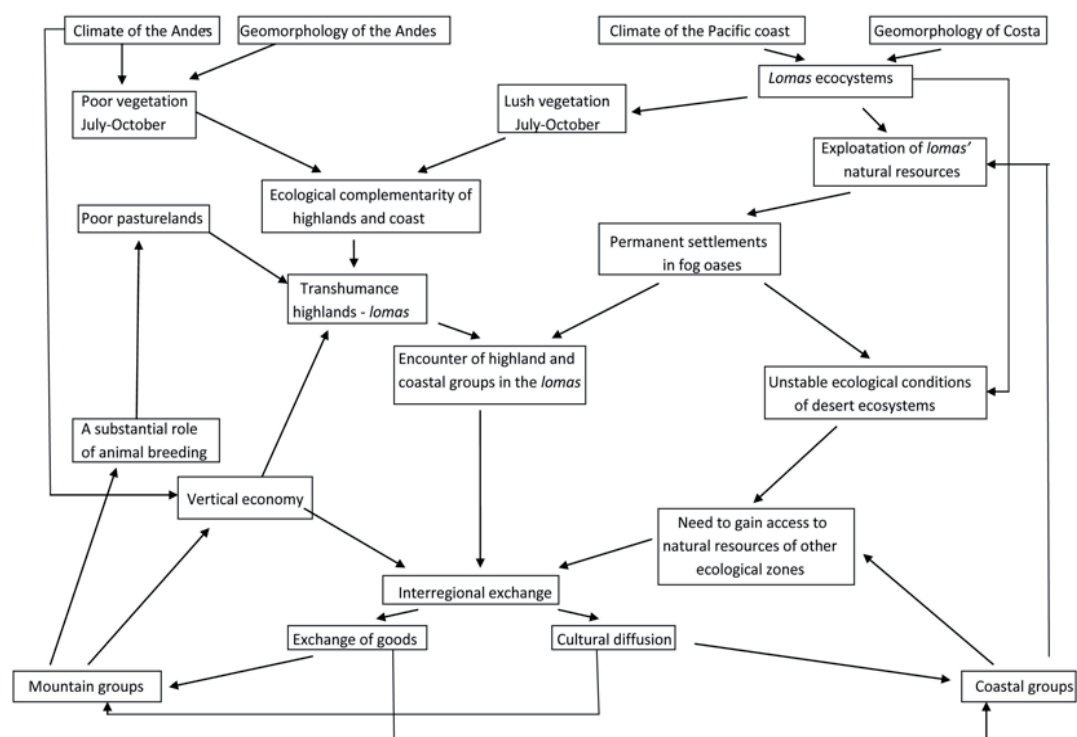 Climate of the Andes
Geomorphology of the Andes
Climate of the Pacific coast
Geomorphology of Costa
Lomas ecocystems
Poor vegetation
July-October
Lush vegetation
July-October
Exploatation of lomas'
natural resources
Ecological complementarity of
highlands and coast
Poor pasturelands
Permanent settlements
in fog oases
Transhumance
highlands - lomas
Encounter of highland and
coastal groups in the lomas
Unstable ecological conditions
of desert ecosystems
A substantial role
of animal breeding
Vertical economy
Need to gain access to
natural resources of other
ecological zones
Interregional exchange
Exchange of goods
Cultural diffusion
Mountain groups
Coastal groups